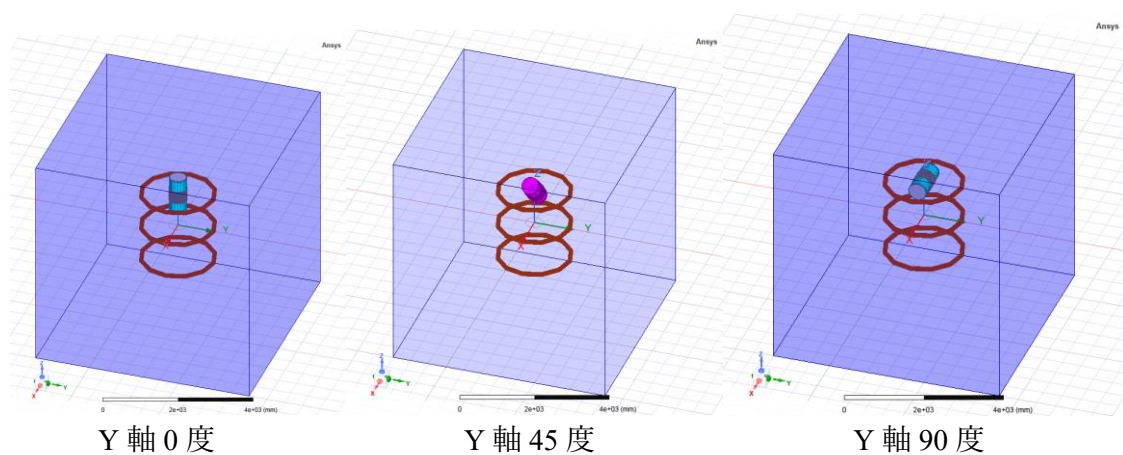 Ansys
Ansys
Ansys
Y
X
Z
Y
X
0
2e+03
4e+03 (mm)
Z
Y
X
Y
X
0
2e+03
4e+03 (mm)
Z
Y
X
Y
X
0
2e+03
4e+03 (mm)
Z
Y
X
Y 軸 0 度
Y 軸 45 度
Y 軸 90 度